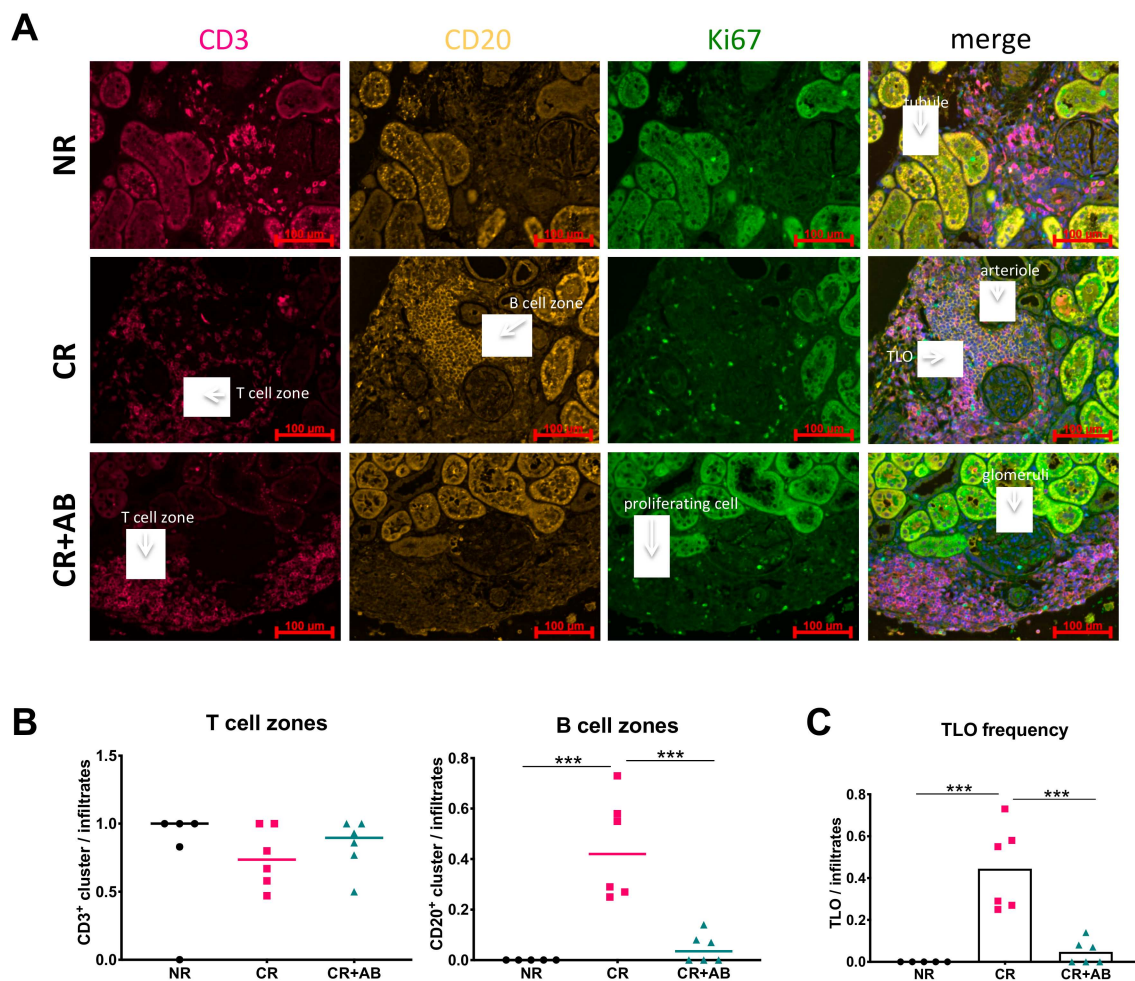 A
CD3 CD20 Ki67 merge
NR
tubule
100 µm 100 µm 100 µm 100 µm
CR
arteriole
B cell zone
TLO
T cell zone
100 µm 100 µm 100 µm 100 µm
CR+AB
glomeruli
proliferating cell
T cell zone
100 µm 100 µm 100 µm 100 µm
B
T cell zones
CD3+ cluster / infiltrates
1.5
1.0
0.5
0.0
NR CR CR+AB
B cell zones
CD20+ cluster / infiltrates
0.8
0.6
0.4
0.2
0.0
*** ***
NR CR CR+AB
C
TLO frequency
TLO / infiltrates
0.8
0.6
0.4
0.2
0.0
*** ***
NR CR CR+AB